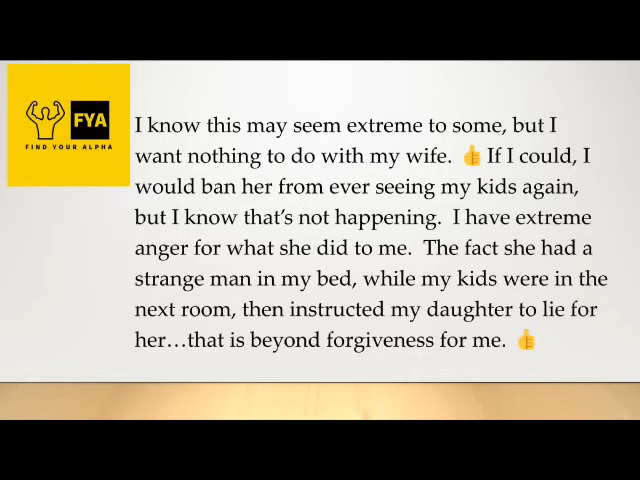 FYA
FIND YOUR ALPHA
I know this may seem extreme to some, but I
want nothing to do with my wife. 👍 If I could, I
would ban her from ever seeing my kids again,
but I know that's not happening. I have extreme
anger for what she did to me. The fact she had a
strange man in my bed, while my kids were in the
next room, then instructed my daughter to lie for
her…that is beyond forgiveness for me. 👍